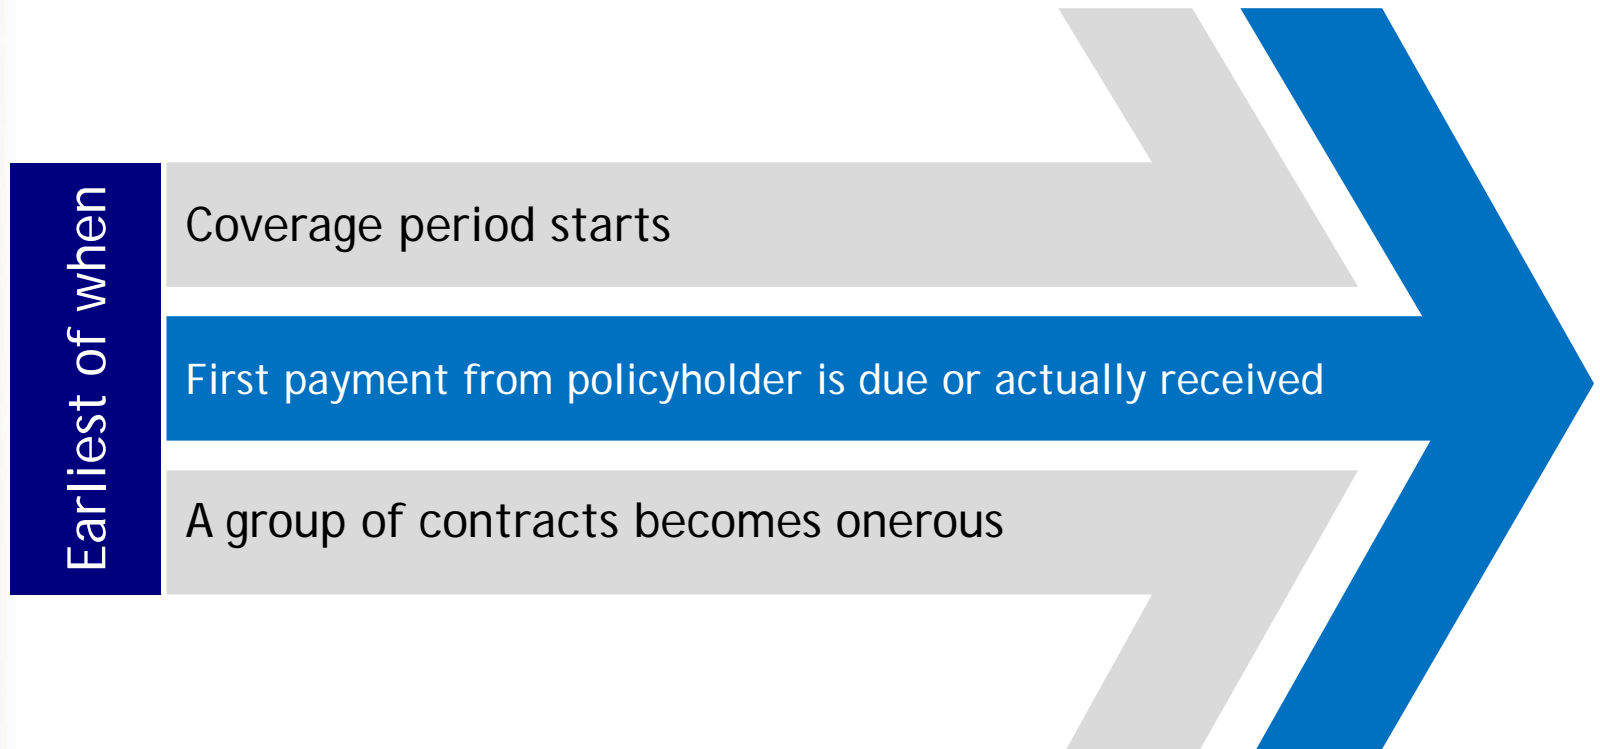 Earliest of when
Coverage period starts
First payment from policyholder is due or actually received
A group of contracts becomes onerous